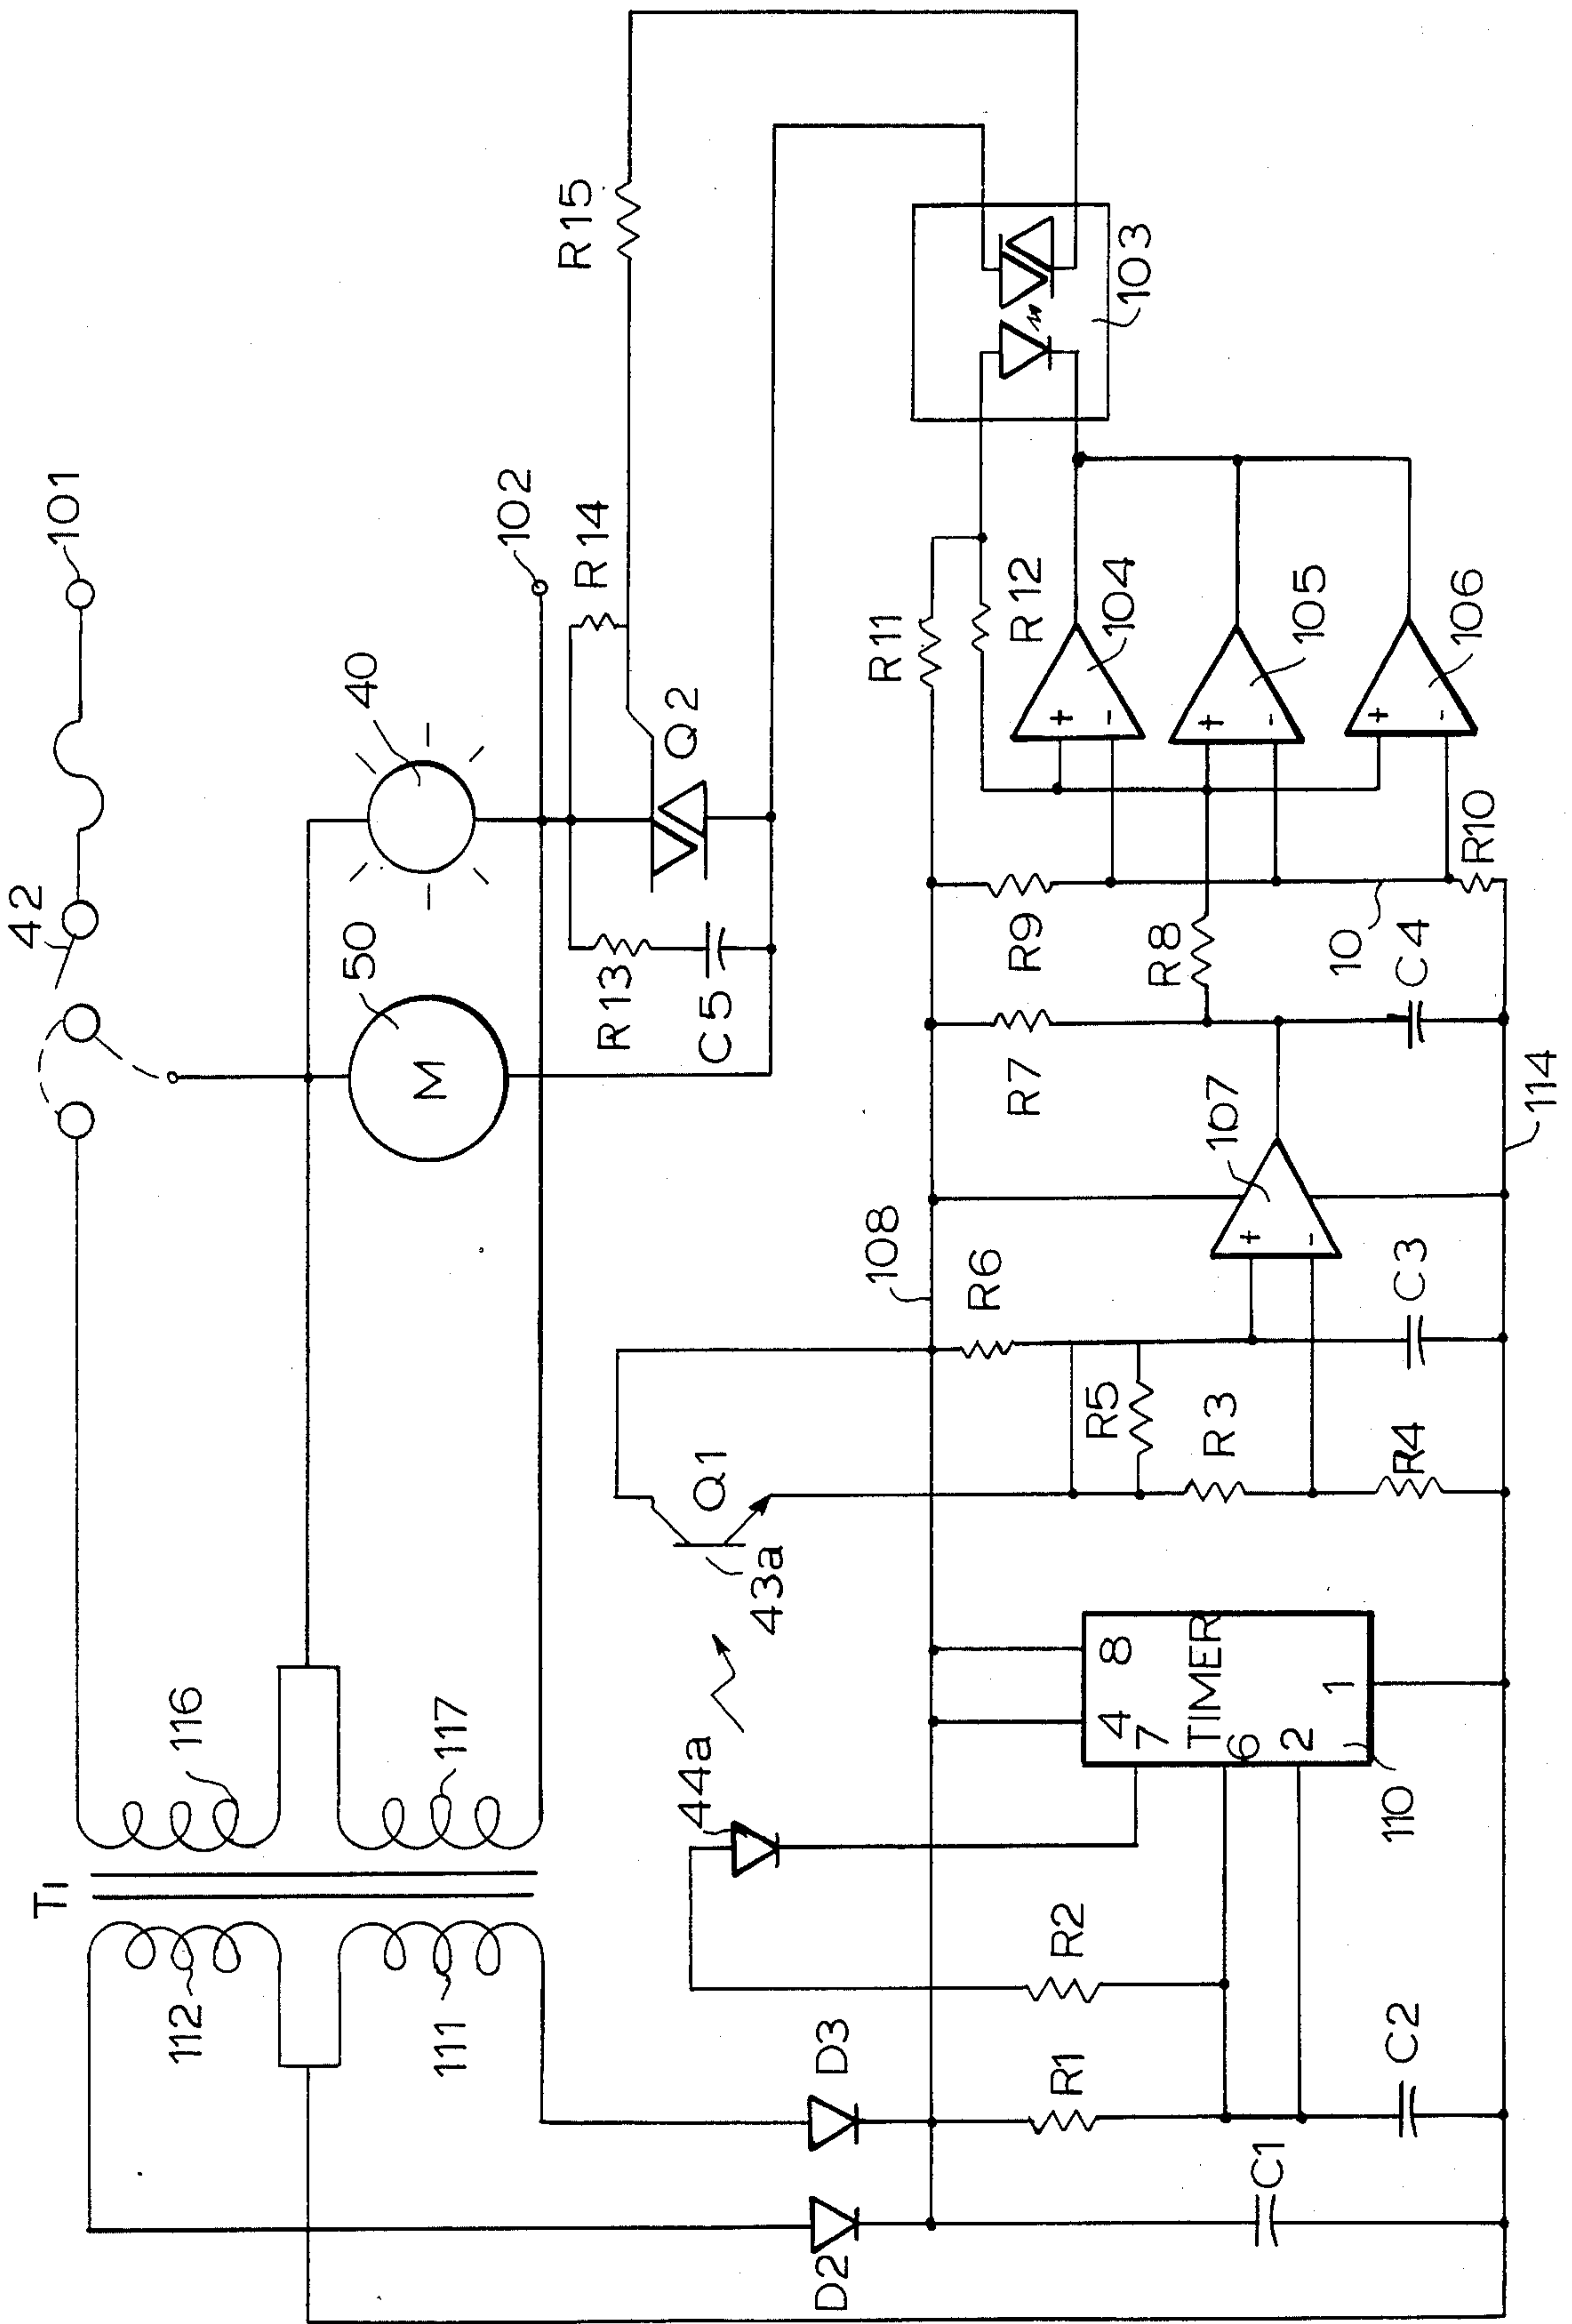 T1
112
111
116
117
42
101
50
M
40
102
R13
C5
Q2
R14
R15
D2
D3
44a
43a
Q1
108
R11
R12
103
C1
R1
C2
R2
4 8
7
TIMER
6
2
1
110
R5
R3
R4
R6
C3
+
-
107
R7
R8
C4
R9
10
R10
+
-
104
+
-
105
+
-
106
114